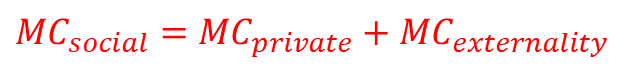 MC_social = MC_private + MC_externality